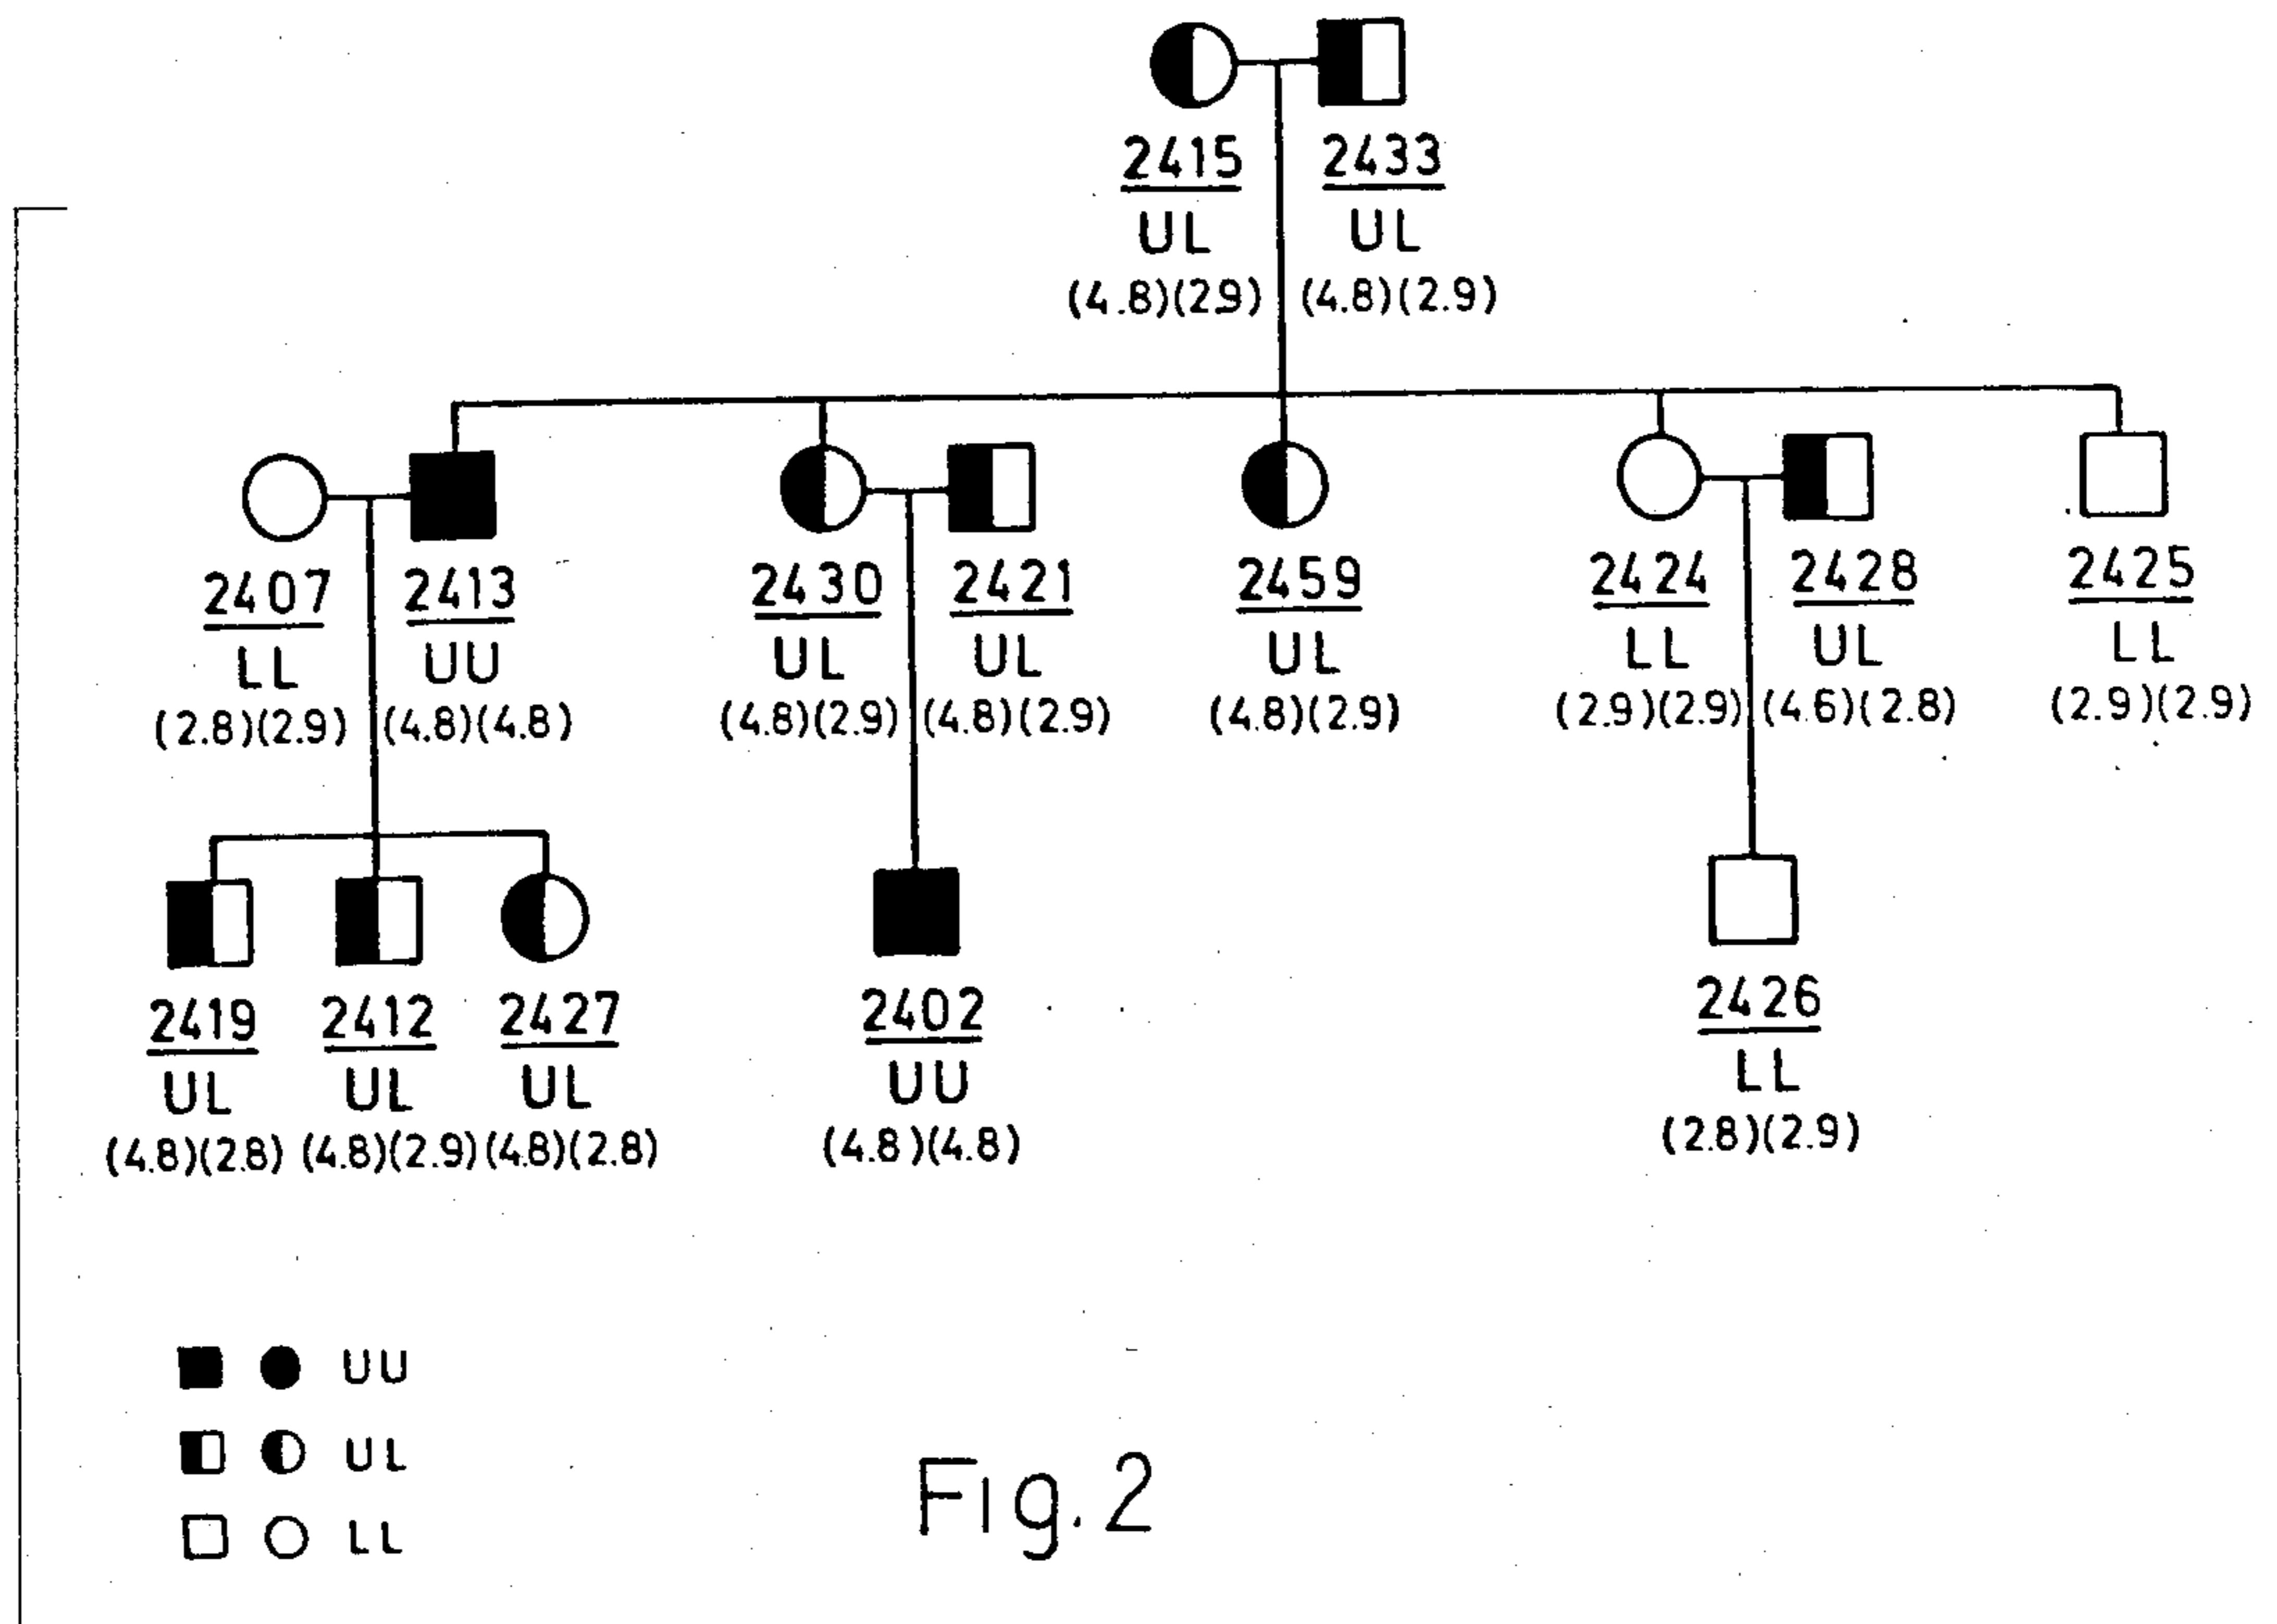 2415 2433
UL UL
(4.8)(2.9) (4.8)(2.9)
2407 2413 2430 2421 2459 2424 2428 2425
LL UU UL UL UL LL UL LL
(2.8)(2.9) (4.8)(4.8) (4.8)(2.9) (4.8)(2.9) (4.8)(2.9) (2.9)(2.9) (4.6)(2.8) (2.9)(2.9)
2419 2412 2427 2402 2426
UL UL UL UU LL
(4.8)(2.8) (4.8)(2.9) (4.8)(2.8) (4.8)(4.8) (2.8)(2.9)
UU
UL
LL
Fig. 2